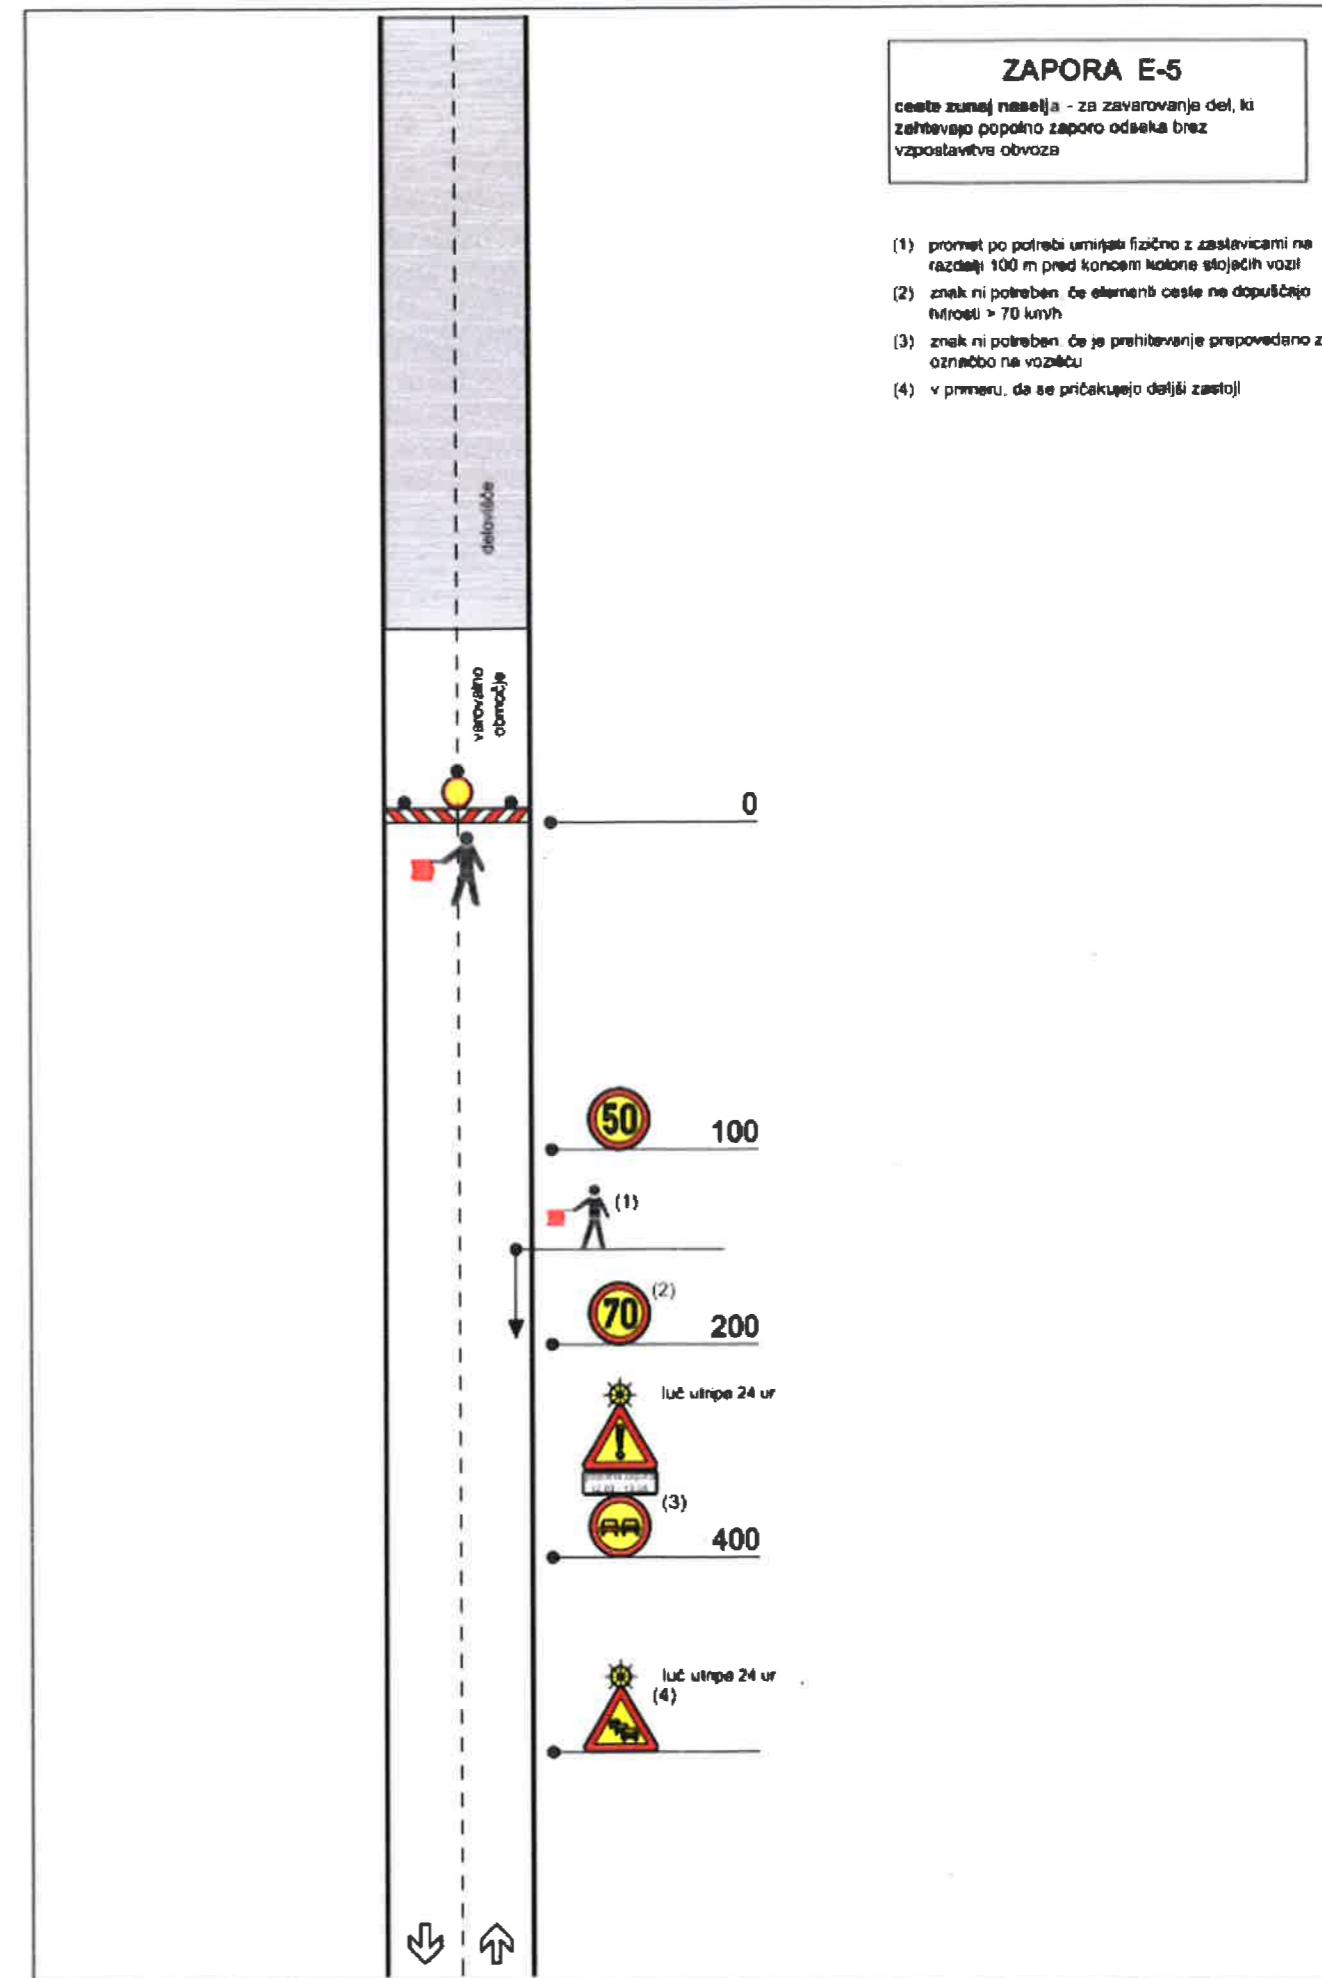 ZAPORA E-5
ceste zunaj naselja - za zavarovanje del, ki
zahtevajo popolno zaporo odseka brez
vzpostavitve obvoza
(1) promet po potrebi umirjati fizično z zastavicami na
razdalji 100 m pred koncem kolone stoječih vozil
(2) znak ni potreben, če elementi ceste ne dopuščajo
hitrosti > 70 km/h
(3) znak ni potreben, če je prehitevanje prepovedano z
označbo na vozišču
(4) v primeru, da se pričakujejo daljši zastoji
delovišče
varovalno
območje
0
50
100
(1)
70
(2)
200
luč utripa 24 ur
(3)
400
luč utripa 24 ur
(4)